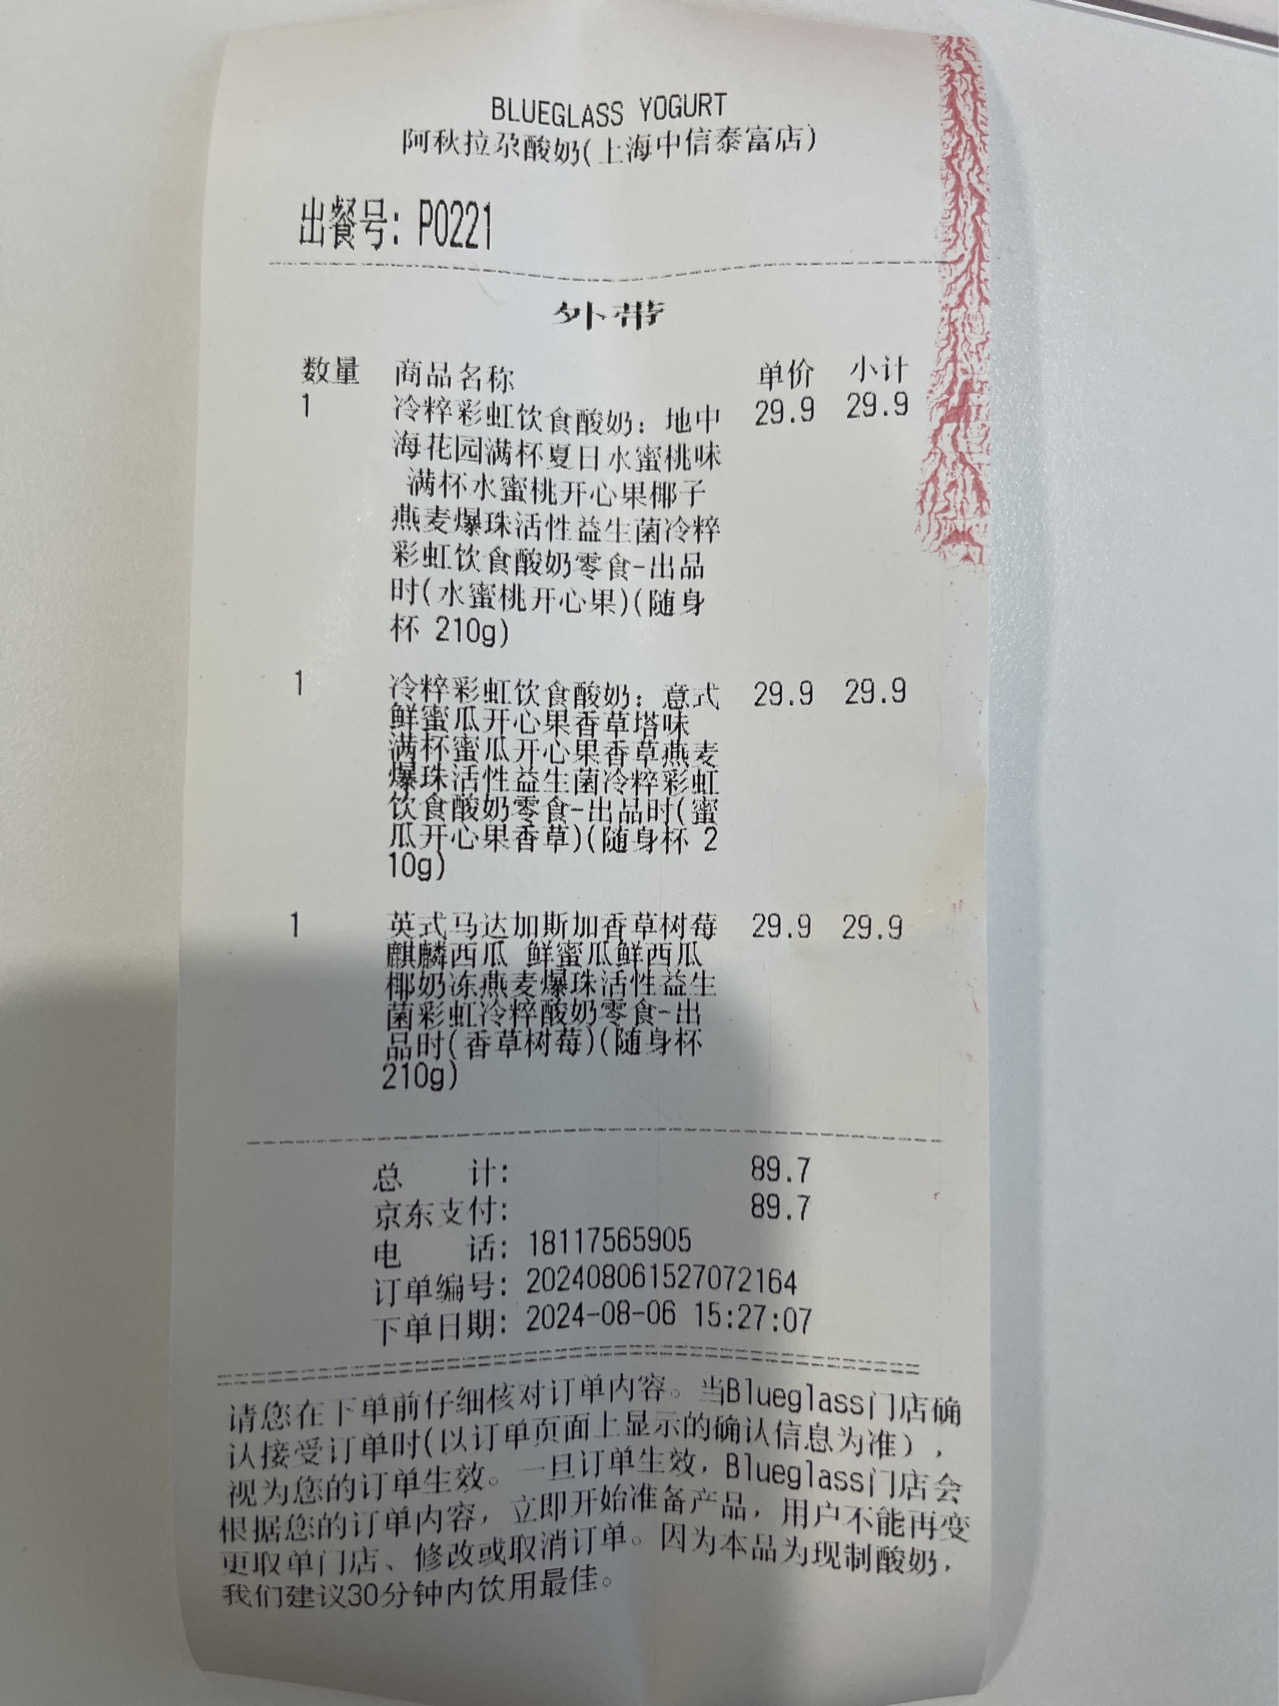 BLUEGLASS YOGURT
阿秋拉尕酸奶(上海中信泰富店)
出餐号: P0221
外带
数量 商品名称 单价 小计
1 冷粹彩虹饮食酸奶: 地中 29.9 29.9
海花园满杯夏日水蜜桃味
满杯水蜜桃开心果椰子
燕麦爆珠活性益生菌冷粹
彩虹饮食酸奶零食-出品
时(水蜜桃开心果)(随身
杯 210g)
1 冷粹彩虹饮食酸奶: 意式 29.9 29.9
鲜蜜瓜开心果香草塔味
满杯蜜瓜开心果香草燕麦
爆珠活性益生菌冷粹彩虹
饮食酸奶零食-出品时(蜜
瓜开心果香草)(随身杯 2
10g)
1 英式马达加斯加香草树莓 29.9 29.9
麒麟西瓜 鲜蜜瓜鲜西瓜
椰奶冻燕麦爆珠活性益生
菌彩虹冷粹酸奶零食-出
品时(香草树莓)(随身杯
210g)
总 计: 89.7
京东支付: 89.7
电 话: 18117565905
订单编号: 202408061527072164
下单日期: 2024-08-06 15:27:07
请您在下单前仔细核对订单内容。当Blueglass门店确
认接受订单时(以订单页面上显示的确认信息为准),
视为您的订单生效。一旦订单生效, Blueglass门店会
根据您的订单内容, 立即开始准备产品, 用户不能再变
更取单门店、修改或取消订单。因为本品为现制酸奶,
我们建议30分钟内饮用最佳。